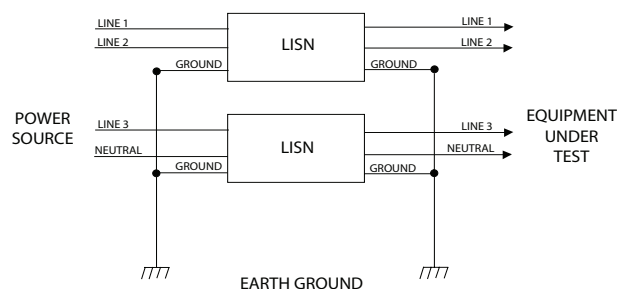 LINE 1
LINE 1
LINE 2
LISN
LINE 2
GROUND
GROUND
POWER
SOURCE
LINE 3
LINE 3
EQUIPMENT
UNDER
TEST
LISN
NEUTRAL
NEUTRAL
GROUND
GROUND
EARTH GROUND